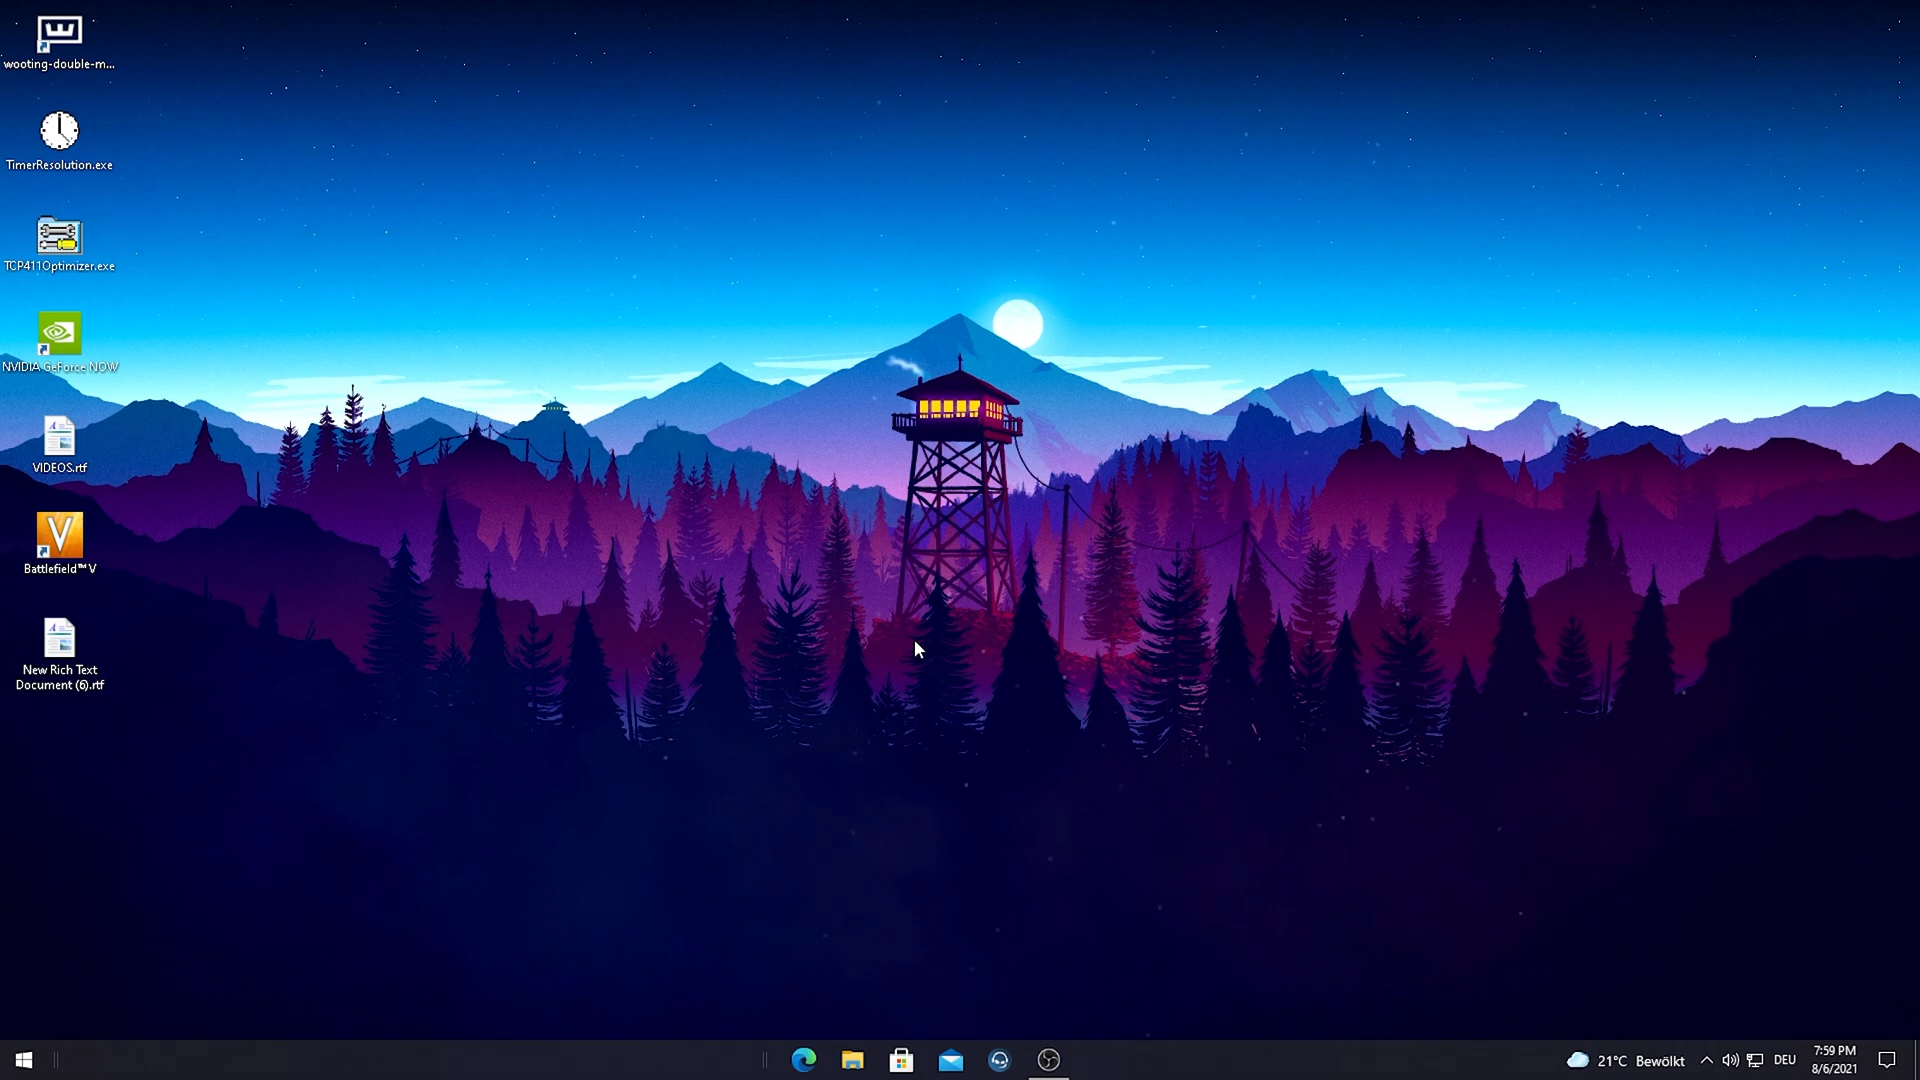 wooting-double-m...
TimerResolution.exe
TCP411Optimizer.exe
NVIDIA GeForce NOW
VIDEOS.rtf
V
Battlefield™ V
New Rich Text
Document (6).rtf
21°C Bewölkt
DEU
7:59 PM
8/6/2021